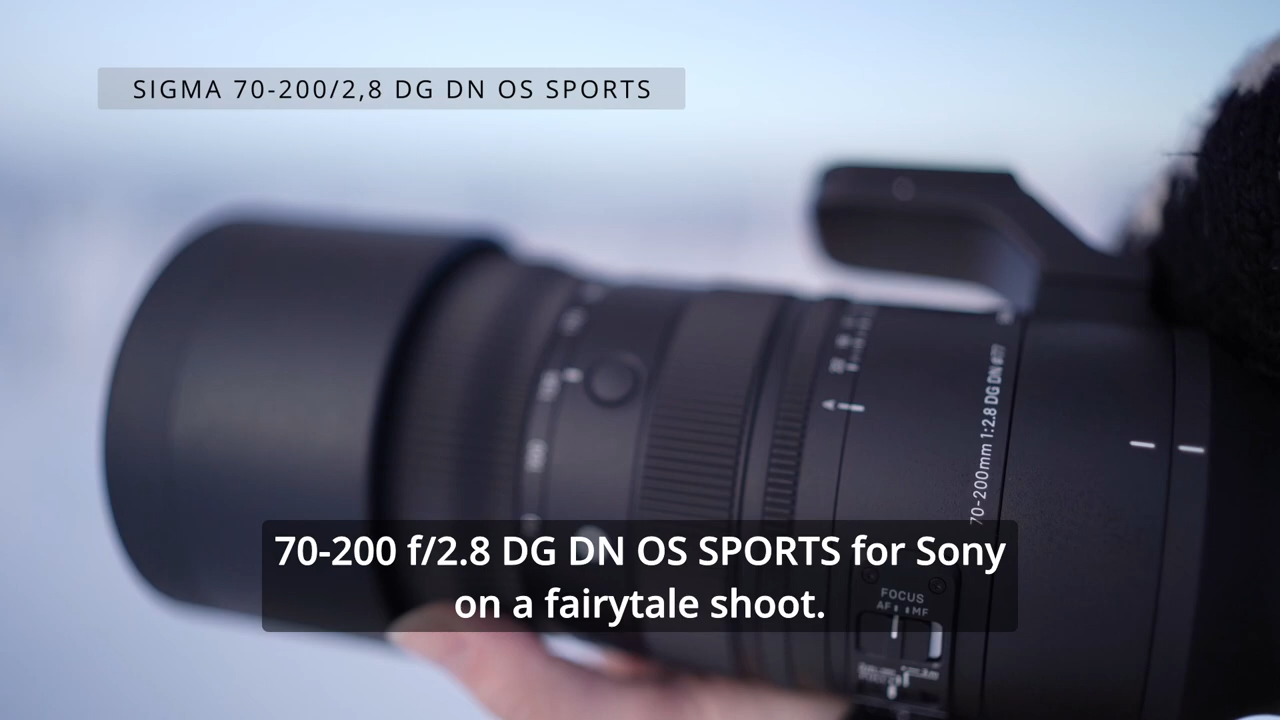 SIGMA 70-200/2,8 DG DN OS SPORTS
A
70-200mm 1:2.8 DG DN ø77
70-200 f/2.8 DG DN OS SPORTS for Sony
on a fairytale shoot.
FOCUS
AF MF